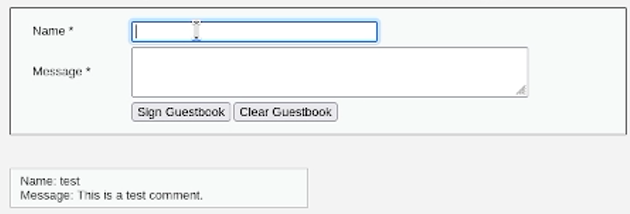 Name *
Message *
Sign Guestbook Clear Guestbook
Name: test
Message: This is a test comment.